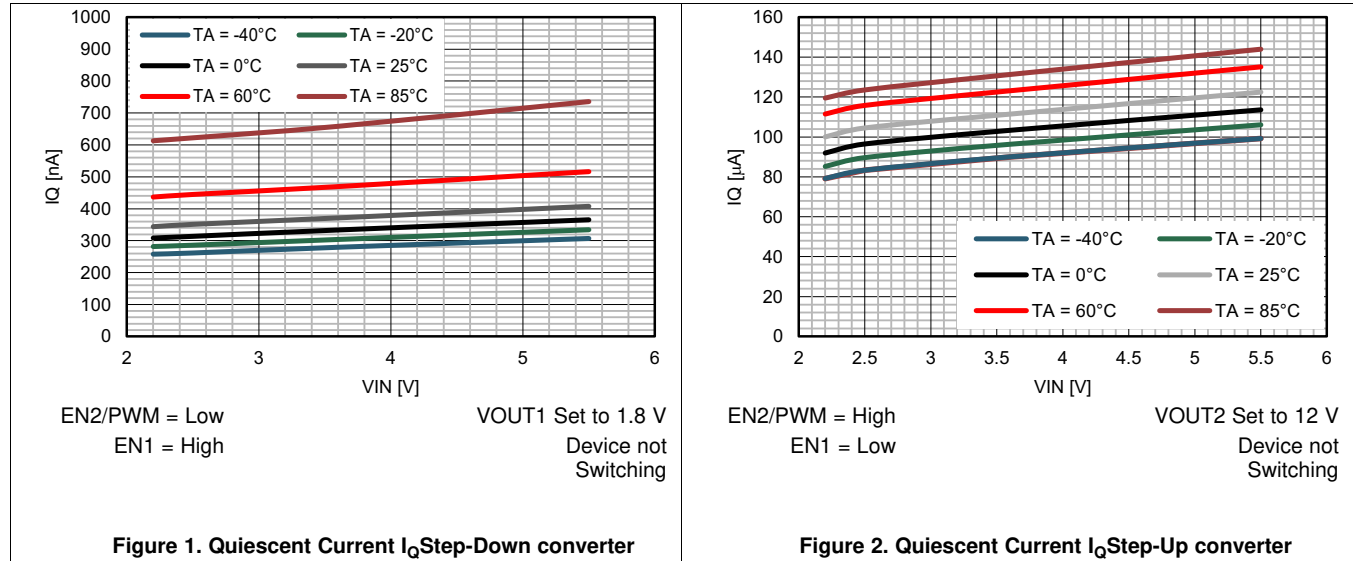 1000
900
800
700
600
500
400
300
200
100
0
IQ [nA]
TA = -40°C TA = -20°C
TA = 0°C TA = 25°C
TA = 60°C TA = 85°C
2 3 4 5 6
VIN [V]
EN2/PWM = Low VOUT1 Set to 1.8 V
EN1 = High Device not
Switching
Figure 1. Quiescent Current IQStep-Down converter
160
140
120
100
80
60
40
20
0
IQ [µA]
TA = -40°C TA = -20°C
TA = 0°C TA = 25°C
TA = 60°C TA = 85°C
2 2.5 3 3.5 4 4.5 5 5.5 6
VIN [V]
EN2/PWM = High VOUT2 Set to 12 V
EN1 = Low Device not
Switching
Figure 2. Quiescent Current IQStep-Up converter